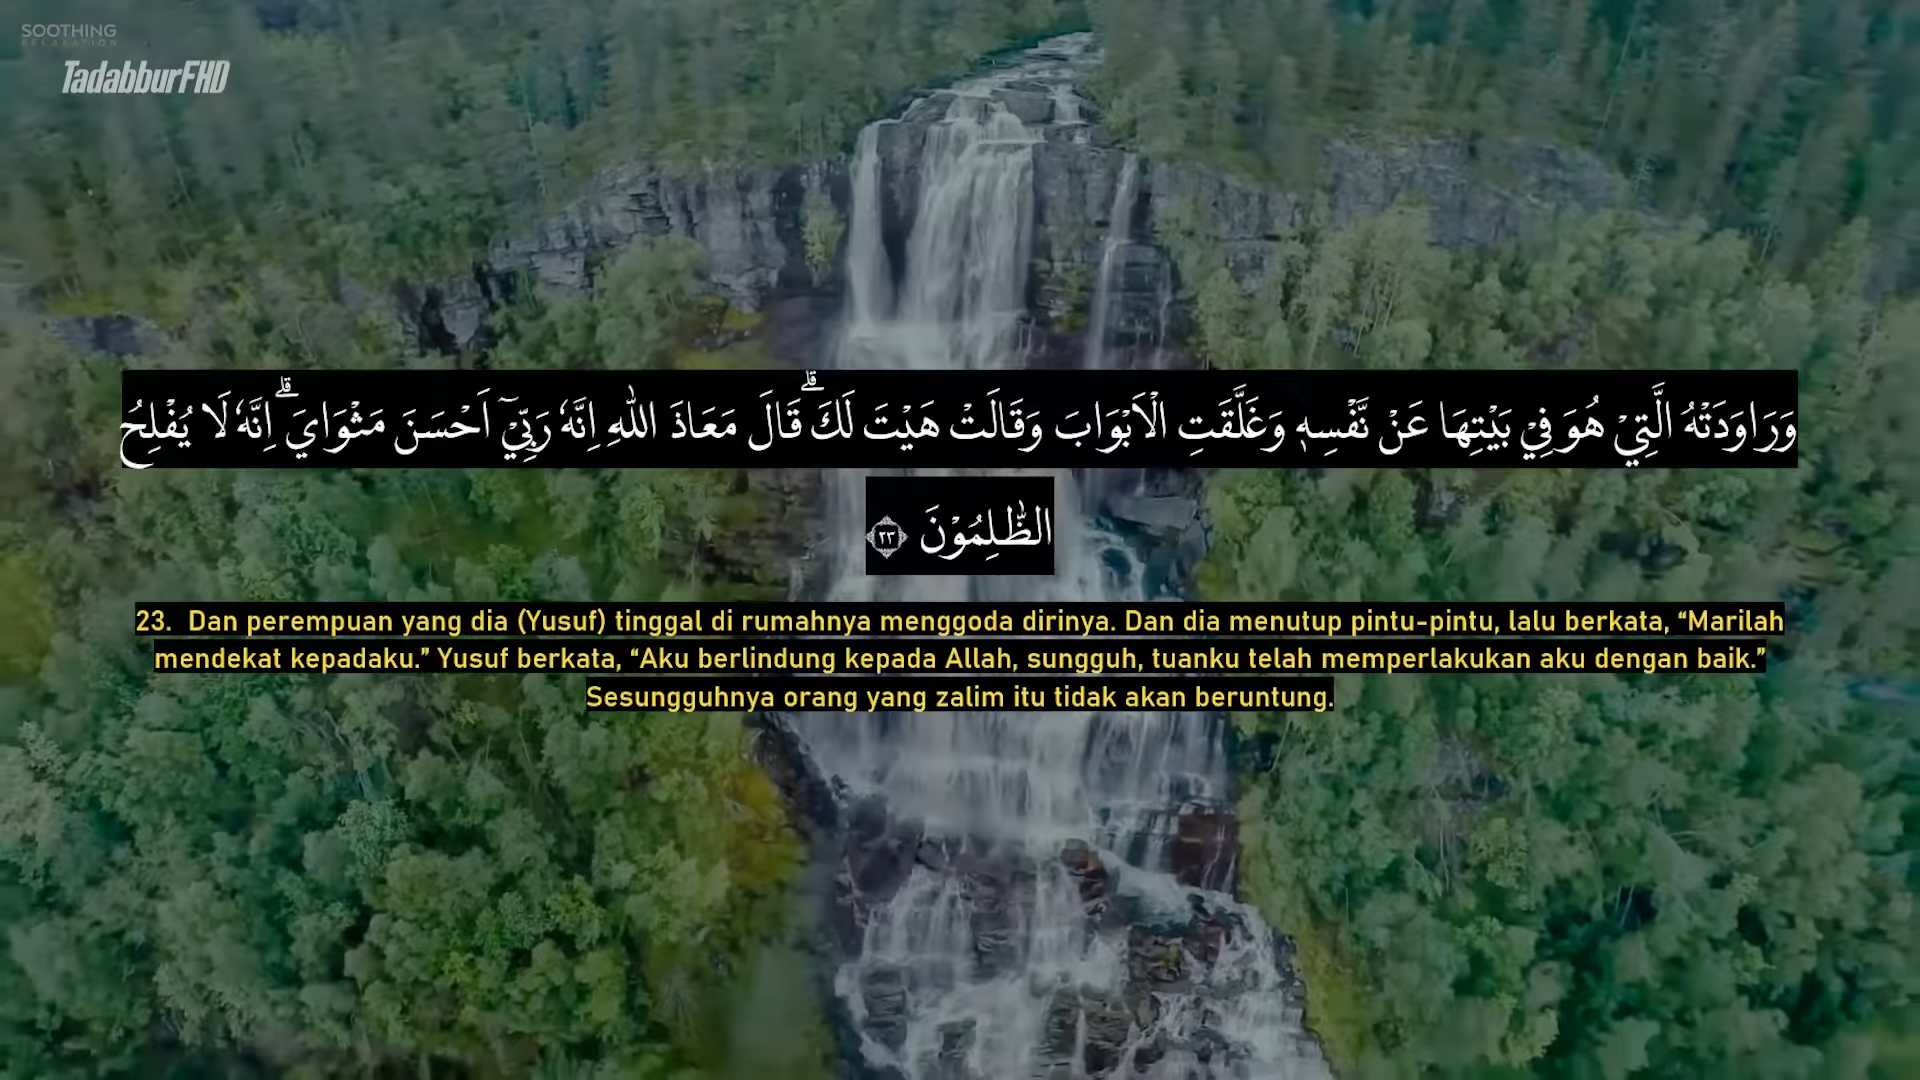 SOOTHING
RELAXATION
TadabburFHD
وَرَاوَدَتْهُ الَّتِيْ هُوَ فِيْ بَيْتِهَا عَنْ نَّفْسِهٖ وَغَلَّقَتِ الْاَبْوَابَ وَقَالَتْ هَيْتَ لَكَ ۗقَالَ مَعَاذَ اللّٰهِ اِنَّهٗ رَبِّيْٓ اَحْسَنَ مَثْوَايَۗ اِنَّهٗ لَا يُفْلِحُ
الظّٰلِمُوْنَ ۝٢٣
23. Dan perempuan yang dia (Yusuf) tinggal di rumahnya menggoda dirinya. Dan dia menutup pintu-pintu, lalu berkata, “Marilah
mendekat kepadaku.” Yusuf berkata, “Aku berlindung kepada Allah, sungguh, tuanku telah memperlakukan aku dengan baik.”
Sesungguhnya orang yang zalim itu tidak akan beruntung.